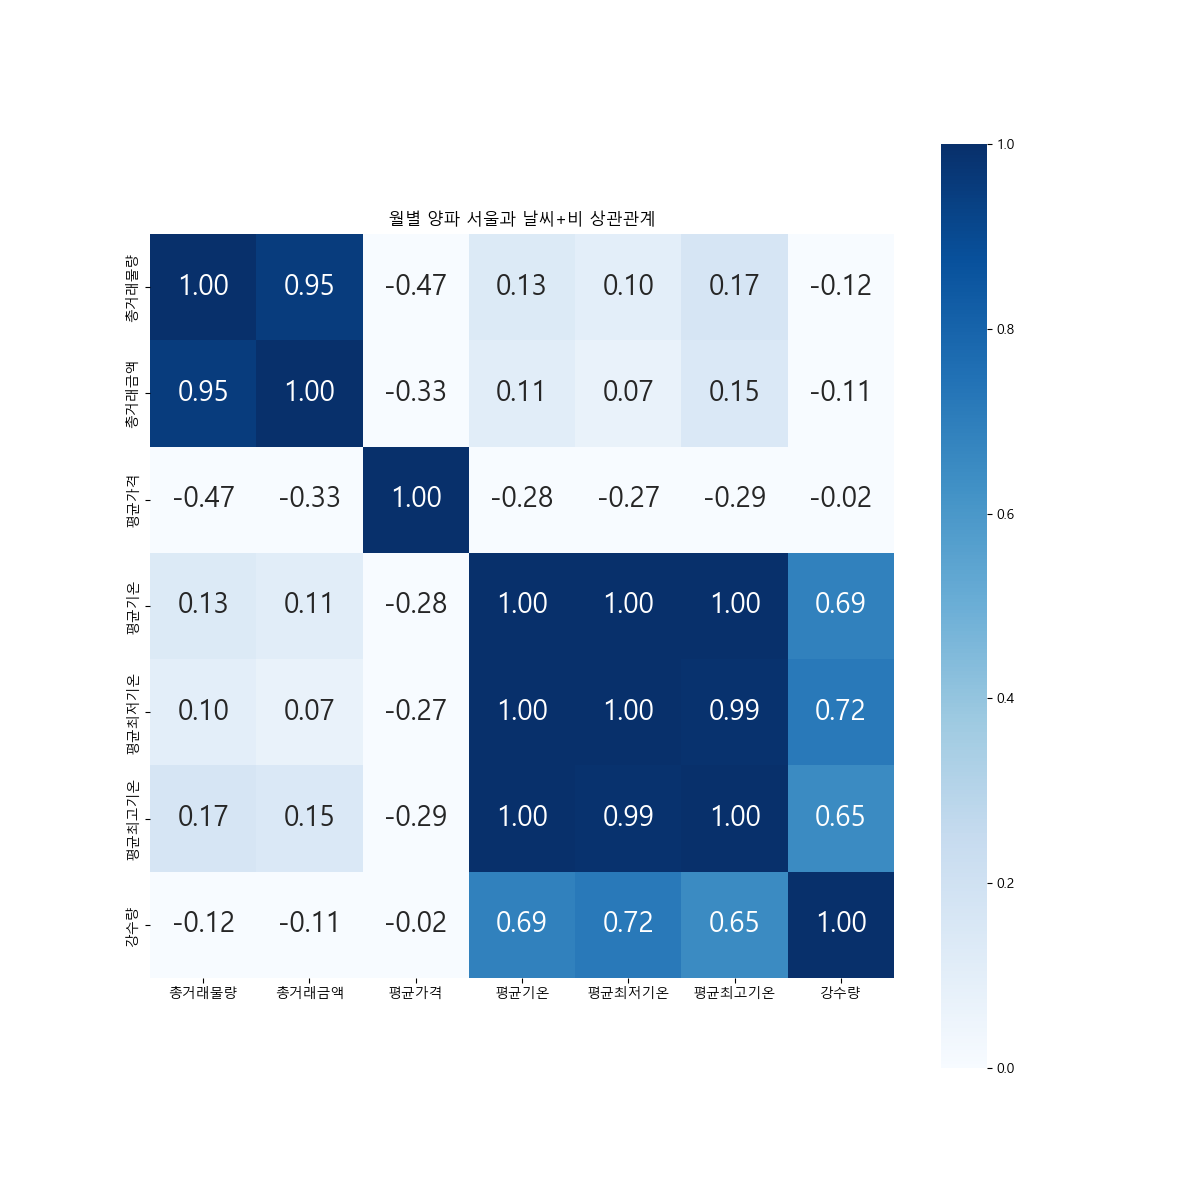 월별 양파 서울과 날씨+비 상관관계
총거래물량 1.00 0.95 -0.47 0.13 0.10 0.17 -0.12
총거래금액 0.95 1.00 -0.33 0.11 0.07 0.15 -0.11
평균가격 -0.47 -0.33 1.00 -0.28 -0.27 -0.29 -0.02
평균기온 0.13 0.11 -0.28 1.00 1.00 1.00 0.69
평균최저기온 0.10 0.07 -0.27 1.00 1.00 0.99 0.72
평균최고기온 0.17 0.15 -0.29 1.00 0.99 1.00 0.65
강수량 -0.12 -0.11 -0.02 0.69 0.72 0.65 1.00
총거래물량 총거래금액 평균가격 평균기온 평균최저기온 평균최고기온 강수량
1.0
0.8
0.6
0.4
0.2
0.0